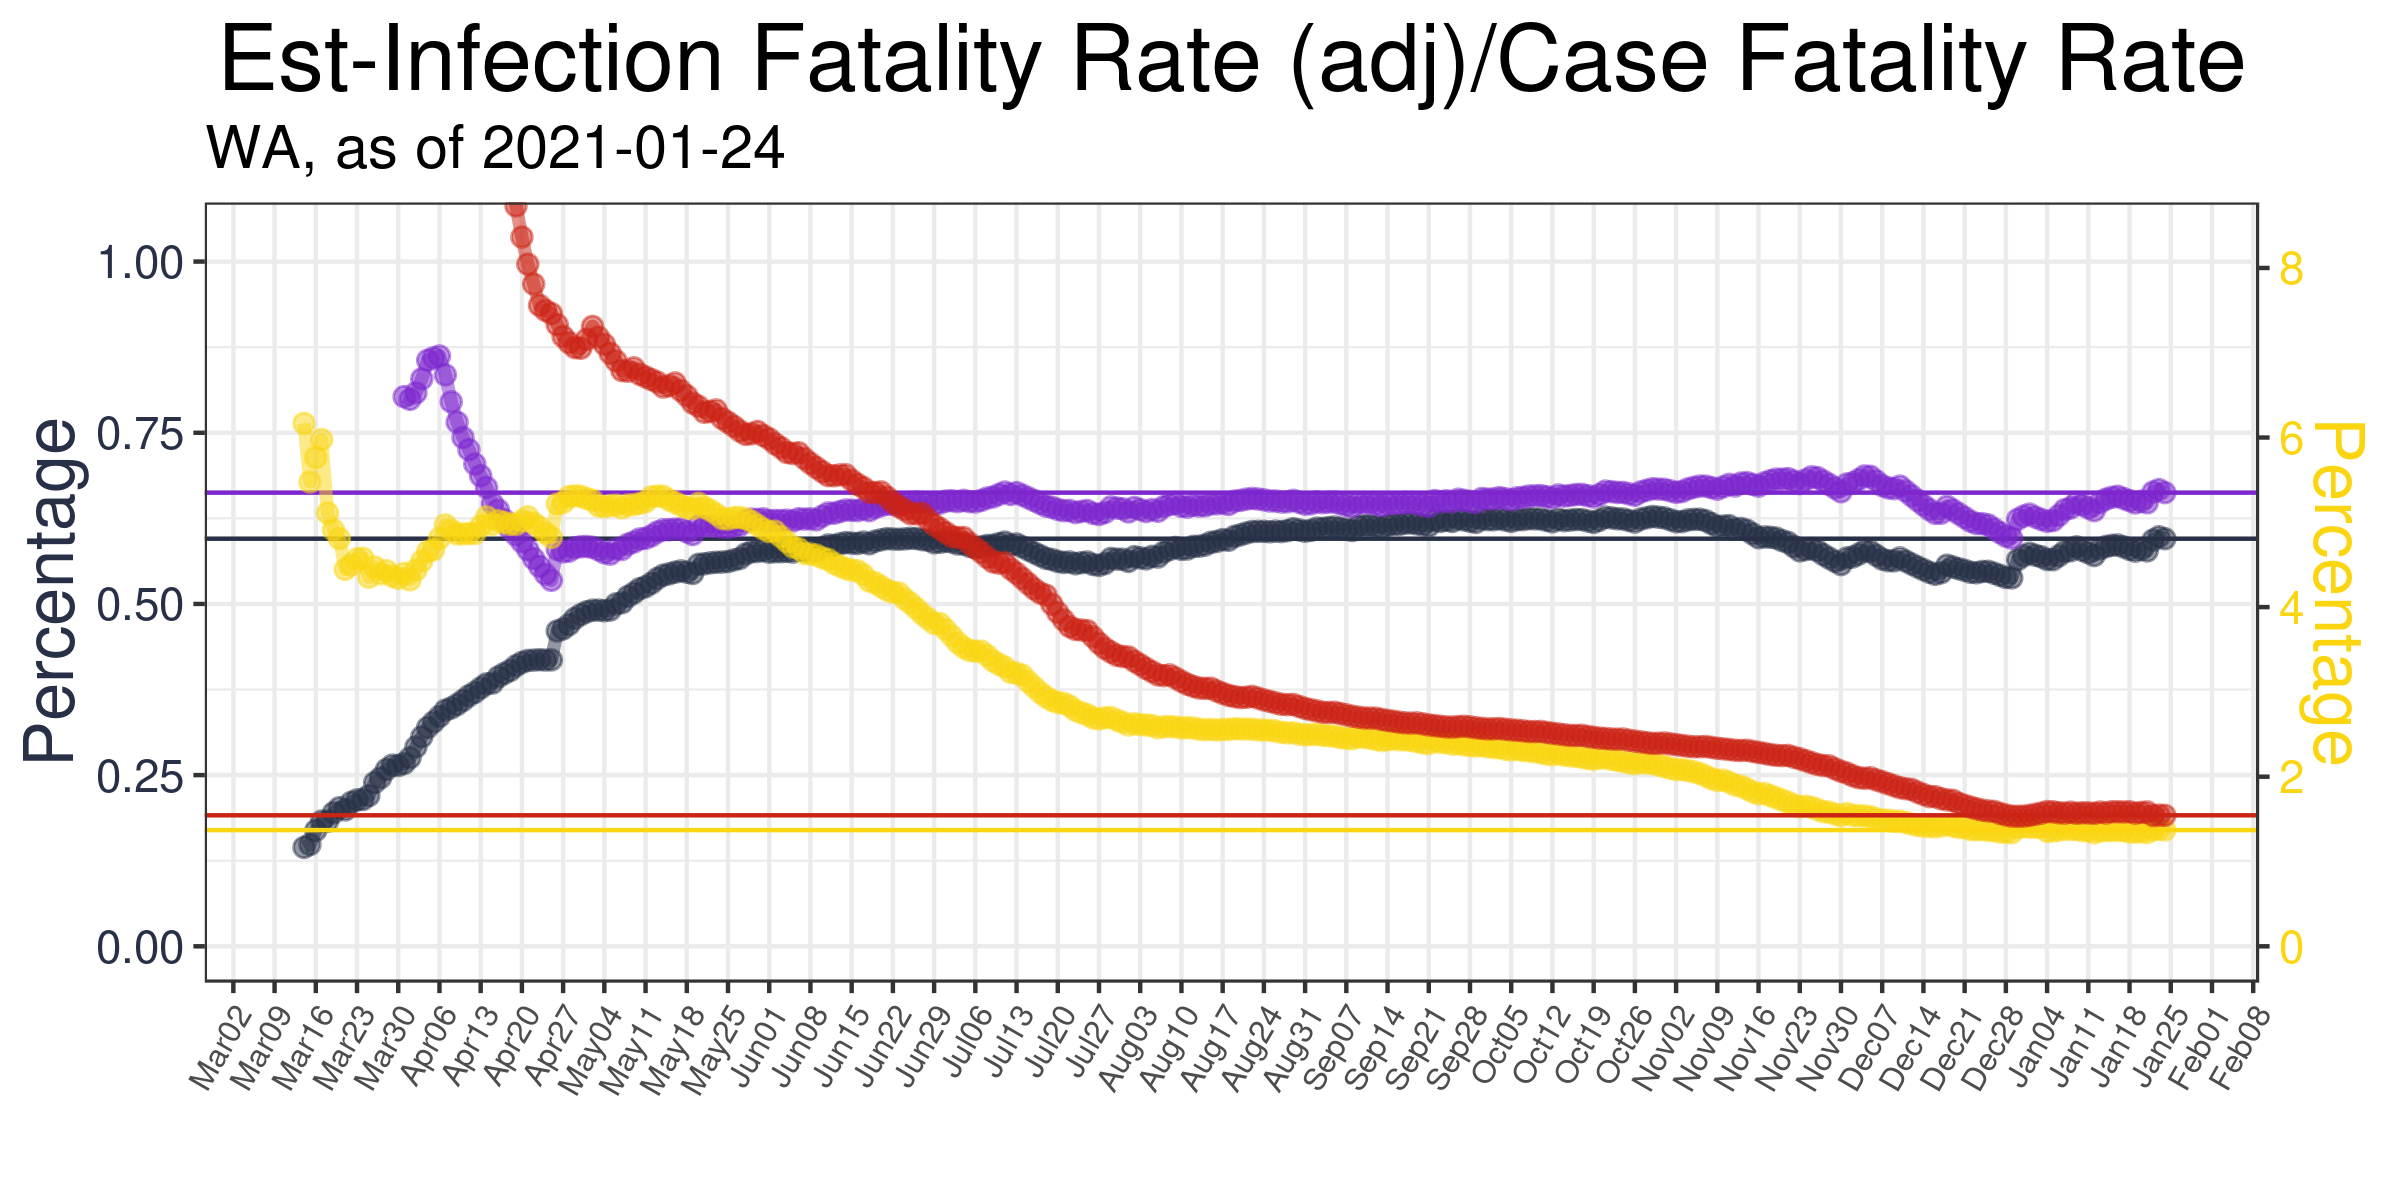 Est-Infection Fatality Rate (adj)/Case Fatality Rate
WA, as of 2021-01-24
Percentage
1.00
0.75
0.50
0.25
0.00
8
6
4
2
0
Percentage
Mar02
Mar09
Mar16
Mar23
Mar30
Apr06
Apr13
Apr20
Apr27
May04
May11
May18
May25
Jun01
Jun08
Jun15
Jun22
Jun29
Jul06
Jul13
Jul20
Jul27
Aug03
Aug10
Aug17
Aug24
Aug31
Sep07
Sep14
Sep21
Sep28
Oct05
Oct12
Oct19
Oct26
Nov02
Nov09
Nov16
Nov23
Nov30
Dec07
Dec14
Dec21
Dec28
Jan04
Jan11
Jan18
Jan25
Feb01
Feb08